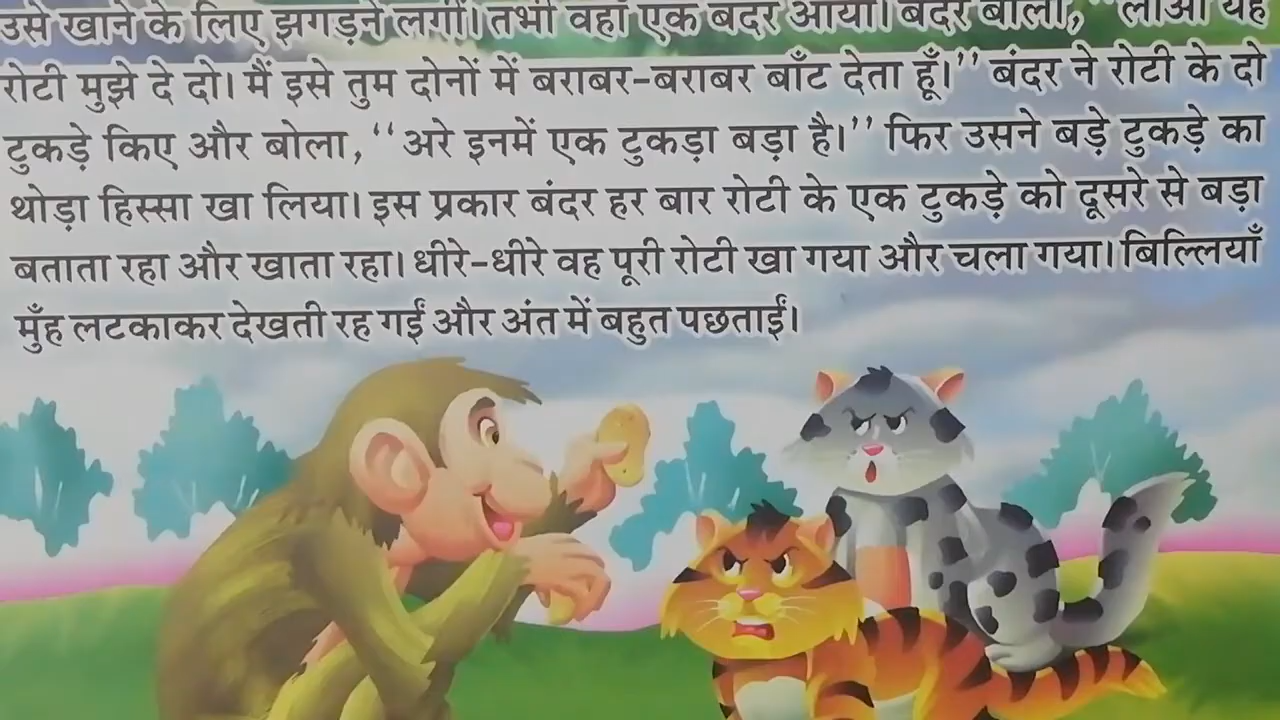 उसे खाने के लिए झगड़ने लगीं। तभी वहाँ एक बंदर आया। बंदर बोला, ‘‘लाओ यह
रोटी मुझे दे दो। मैं इसे तुम दोनों में बराबर-बराबर बाँट देता हूँ।’’ बंदर ने रोटी के दो
टुकड़े किए और बोला, ‘‘अरे इनमें एक टुकड़ा बड़ा है।’’ फिर उसने बड़े टुकड़े का
थोड़ा हिस्सा खा लिया। इस प्रकार बंदर हर बार रोटी के एक टुकड़े को दूसरे से बड़ा
बताता रहा और खाता रहा। धीरे-धीरे वह पूरी रोटी खा गया और चला गया। बिल्लियाँ
मुँह लटकाकर देखती रह गईं और अंत में बहुत पछताईं।